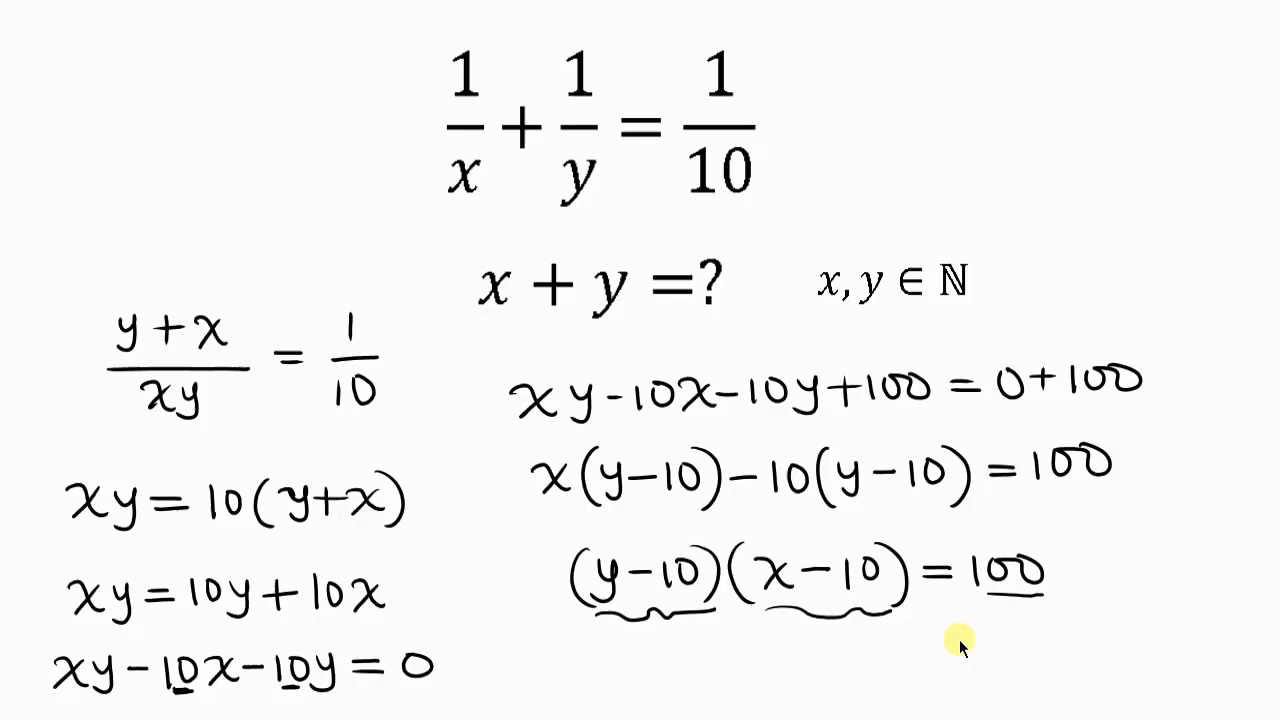 1/x + 1/y = 1/10
x + y =?
x, y ∈ ℕ
y + x / xy = 1/10
xy = 10(y+x)
xy = 10y + 10x
xy - 10x - 10y = 0
xy - 10x - 10y + 100 = 0 + 100
x(y - 10) - 10(y - 10) = 100
(y - 10)(x - 10) = 100